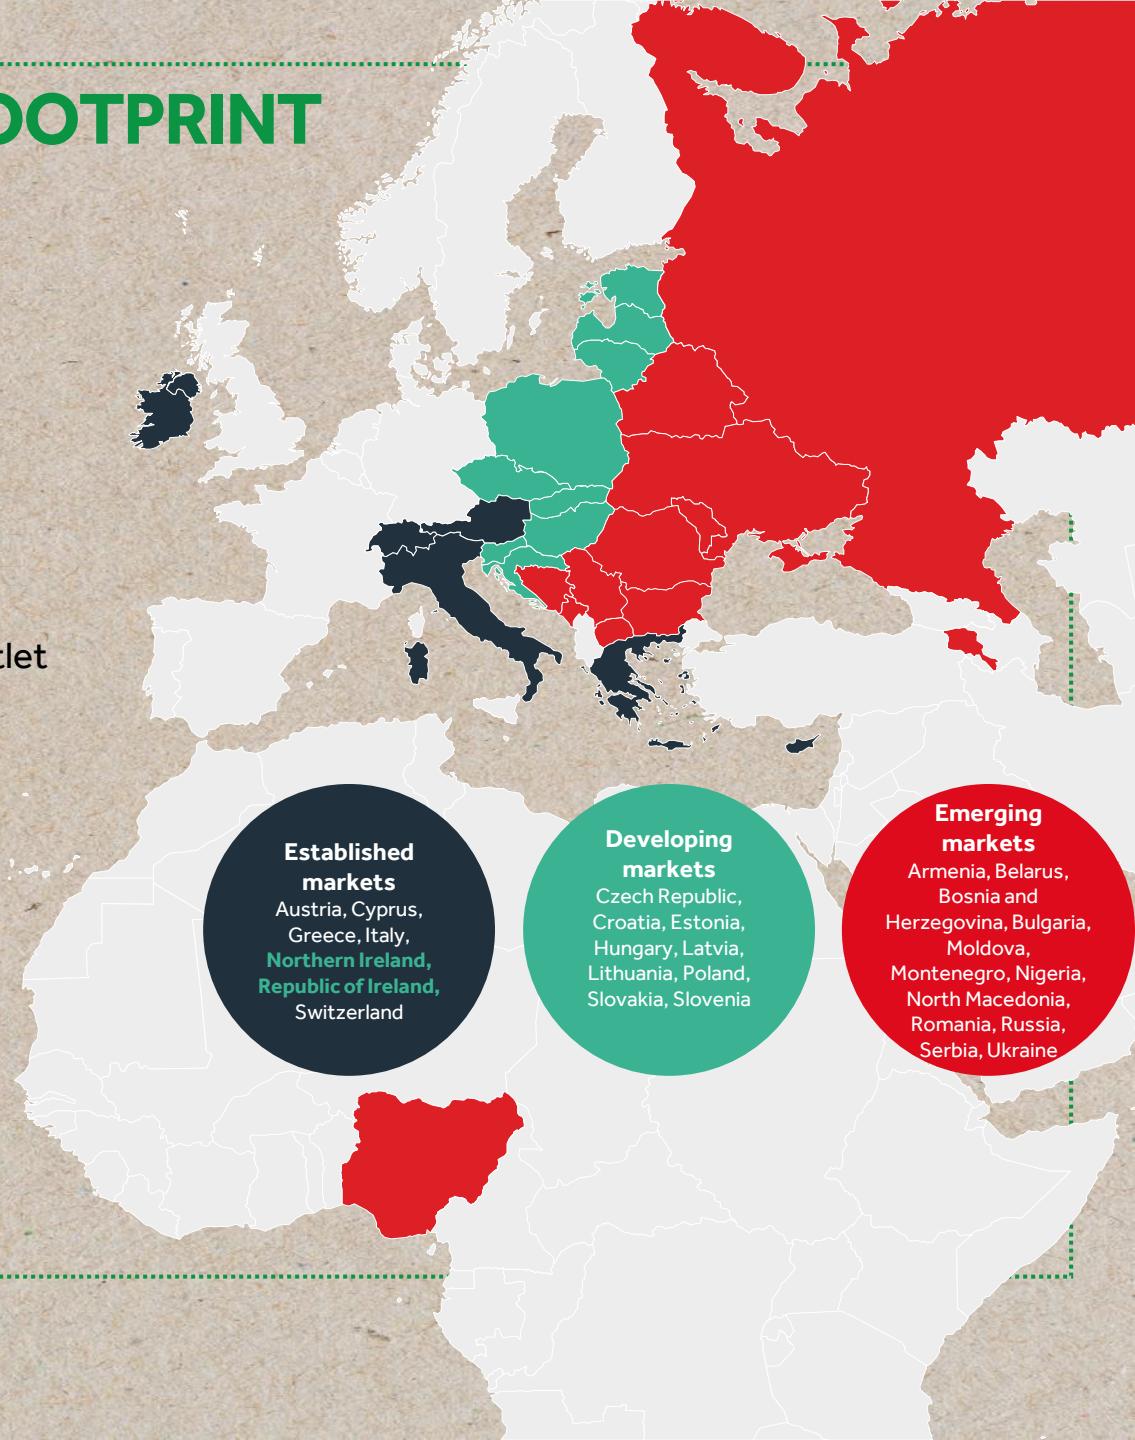 OOTPRINT
tlet
Established
markets
Austria, Cyprus,
Greece, Italy,
Northern Ireland,
Republic of Ireland,
Switzerland
Developing
markets
Czech Republic,
Croatia, Estonia,
Hungary, Latvia,
Lithuania, Poland,
Slovakia, Slovenia
Emerging
markets
Armenia, Belarus,
Bosnia and
Herzegovina, Bulgaria,
Moldova,
Montenegro, Nigeria,
North Macedonia,
Romania, Russia,
Serbia, Ukraine